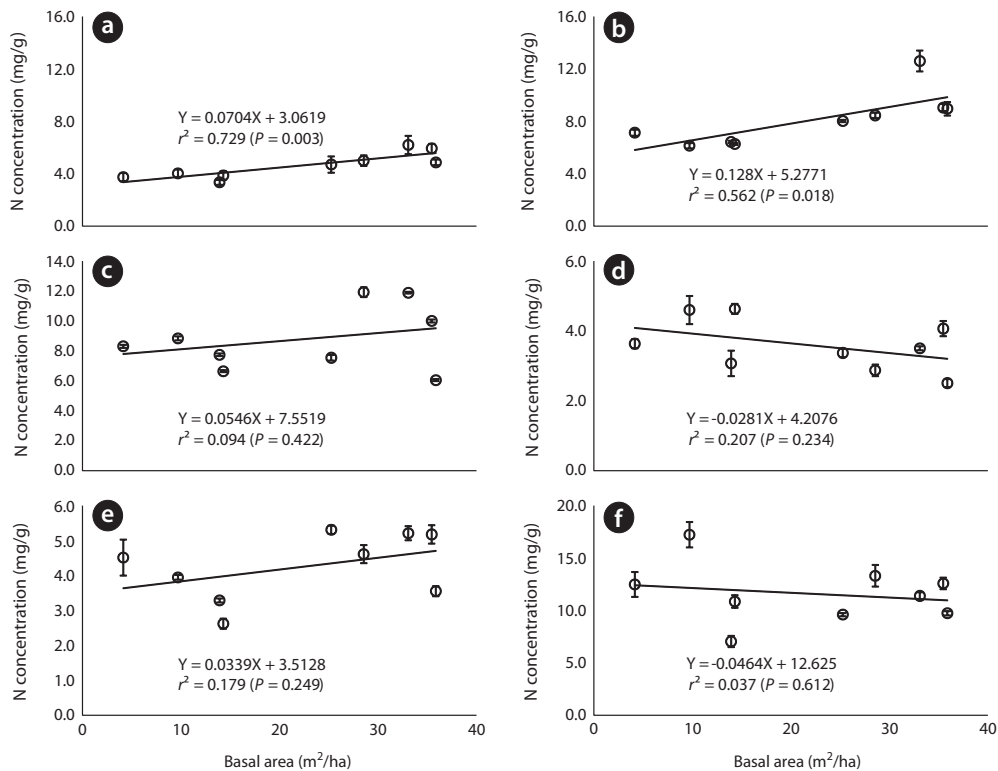 a
16.0
12.0
8.0
4.0
0.0
N concentration (mg/g)
Y = 0.0704X + 3.0619
r² = 0.729 (P = 0.003)
b
16.0
12.0
8.0
4.0
0.0
N concentration (mg/g)
Y = 0.128X + 5.2771
r² = 0.562 (P = 0.018)
c
14.0
12.0
10.0
8.0
6.0
4.0
2.0
0.0
N concentration (mg/g)
Y = 0.0546X + 7.5519
r² = 0.094 (P = 0.422)
d
6.0
4.0
2.0
0.0
N concentration (mg/g)
Y = -0.0281X + 4.2076
r² = 0.207 (P = 0.234)
e
6.0
5.0
4.0
3.0
2.0
1.0
0.0
N concentration (mg/g)
Y = 0.0339X + 3.5128
r² = 0.179 (P = 0.249)
0 10 20 30 40
Basal area (m²/ha)
f
20.0
15.0
10.0
5.0
0.0
N concentration (mg/g)
Y = -0.0464X + 12.625
r² = 0.037 (P = 0.612)
0 10 20 30 40
Basal area (m²/ha)